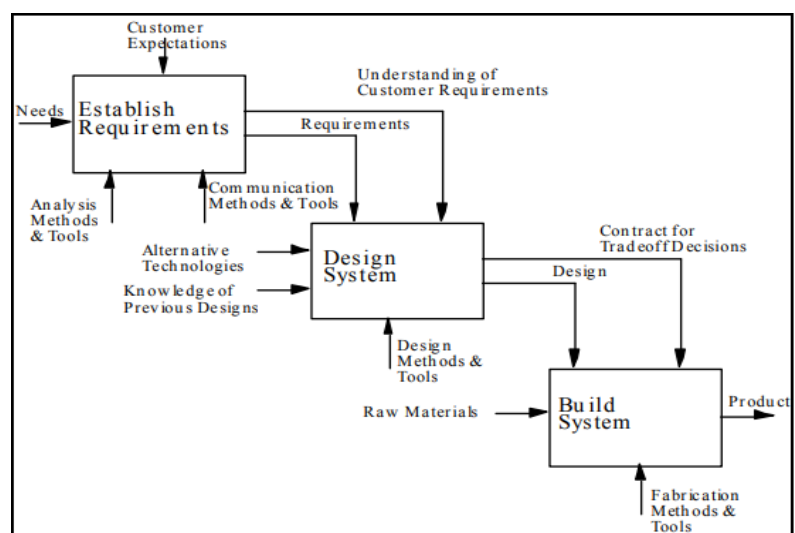 Customer
Expectations
Needs
Establish
Requirements
Understanding of
Customer Requirements
Requirements
Analysis
Methods
& Tools
Communication
Methods & Tools
Alternative
Technologies
Knowledge of
Previous Designs
Design
System
Contract for
Tradeoff Decisions
Design
Design
Methods &
Tools
Raw Materials
Build
System
Product
Fabrication
Methods &
Tools